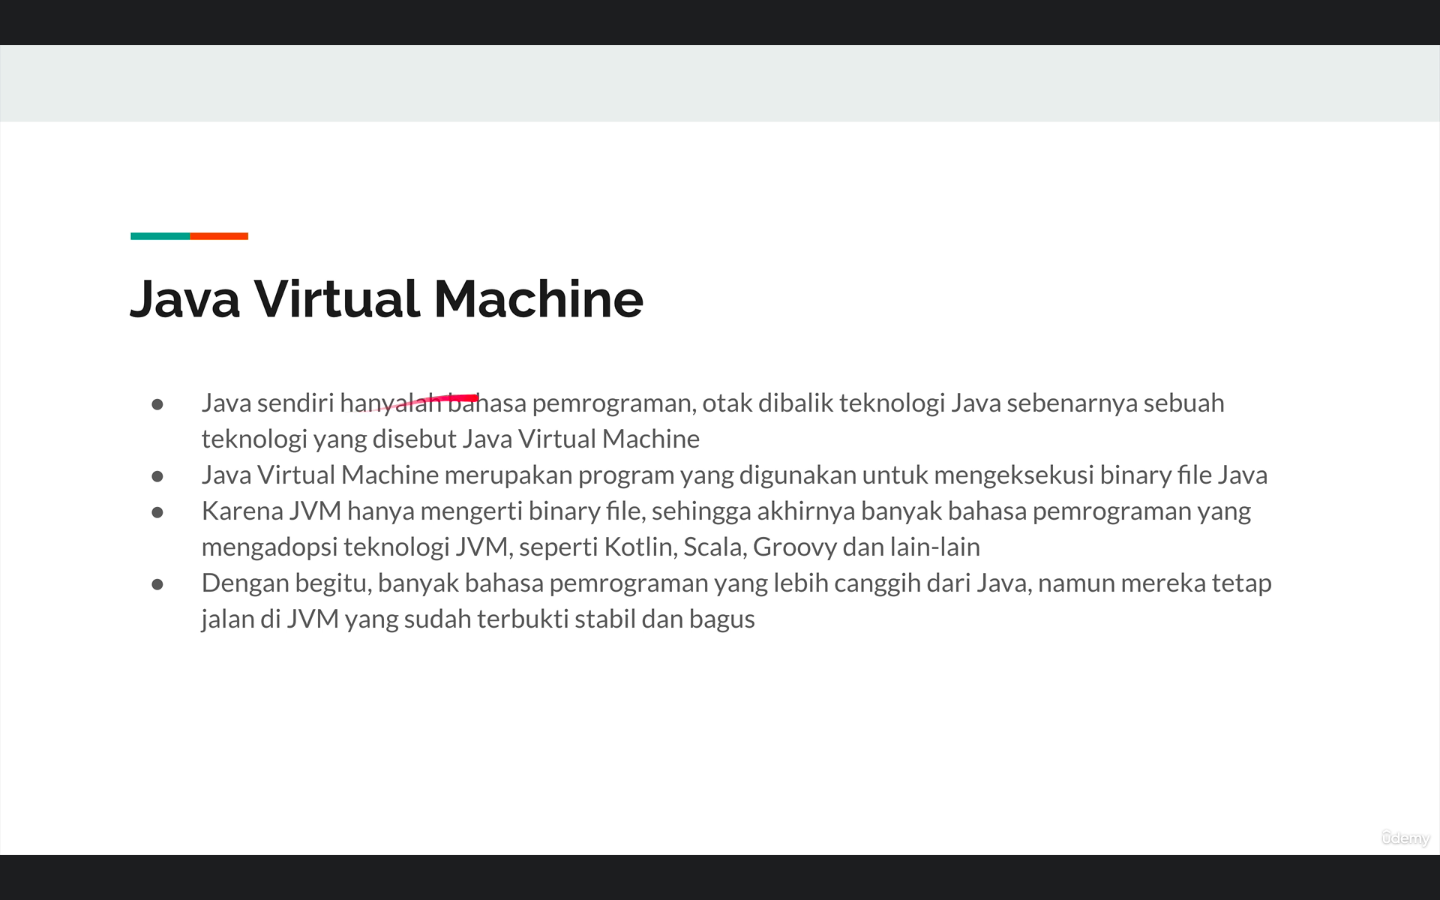 Java Virtual Machine
● Java sendiri hanyalah bahasa pemrograman, otak dibalik teknologi Java sebenarnya sebuah
teknologi yang disebut Java Virtual Machine
● Java Virtual Machine merupakan program yang digunakan untuk mengeksekusi binary file Java
● Karena JVM hanya mengerti binary file, sehingga akhirnya banyak bahasa pemrograman yang
mengadopsi teknologi JVM, seperti Kotlin, Scala, Groovy dan lain-lain
● Dengan begitu, banyak bahasa pemrograman yang lebih canggih dari Java, namun mereka tetap
jalan di JVM yang sudah terbukti stabil dan bagus
ûdemy